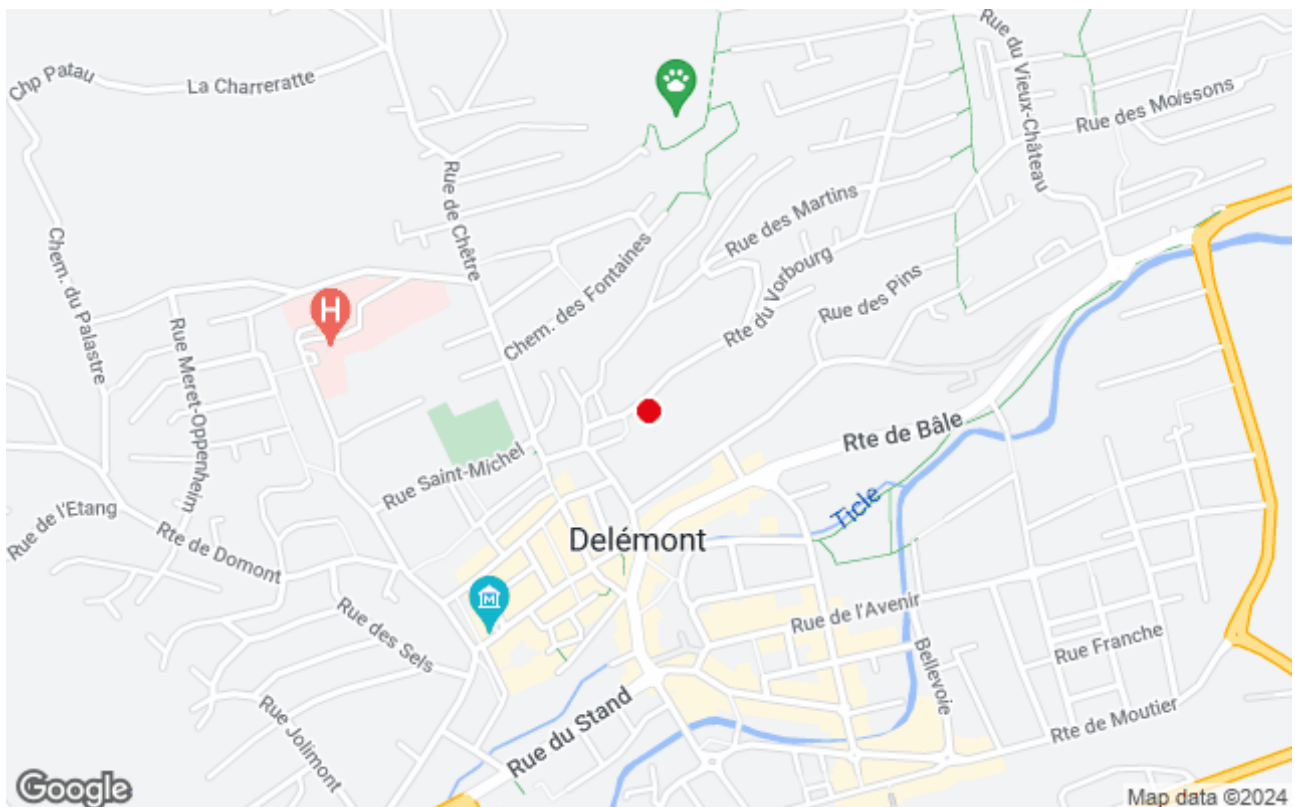 Chp Patau
La Charreratte
Rue du Vieux-Château
Rue des Moissons
Rue de Chêtre
Rue des Martins
Chem. du Palastre
Chem. des Fontaines
Rte du Vorbourg
Rue des Pins
H
Rue Meret-Oppenheim
Rue Saint-Michel
Rte de Bâle
Rue de l'Etang
Rte de Domont
Ticle
Delémont
M
Rue des Sels
Rue de l'Avenir
Rue Franche
Bellevoie
Rue Jolimont
Rue du Stand
Rte de Moutier
Google
Map data ©2024